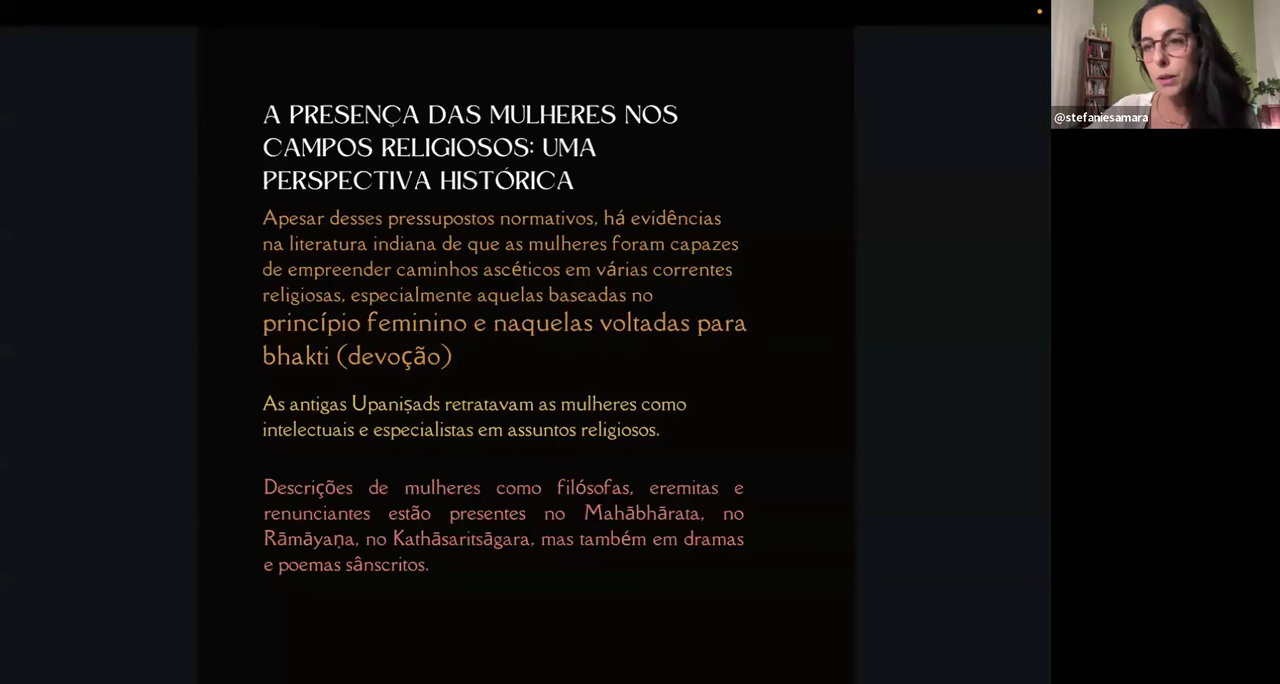 A PRESENÇA DAS MULHERES NOS
CAMPOS RELIGIOSOS: UMA
PERSPECTIVA HISTÓRICA
Apesar desses pressupostos normativos, há evidências
na literatura indiana de que as mulheres foram capazes
de empreender caminhos ascéticos em várias correntes
religiosas, especialmente aquelas baseadas no
princípio feminino e naquelas voltadas para
bhakti (devoção)
As antigas Upaniṣads retratavam as mulheres como
intelectuais e especialistas em assuntos religiosos.
Descrições de mulheres como filósofas, eremitas e
renunciantes estão presentes no Mahābhārata, no
Rāmāyaṇa, no Kathāsaritsāgara, mas também em dramas
e poemas sânscritos.
@stefaniesamara